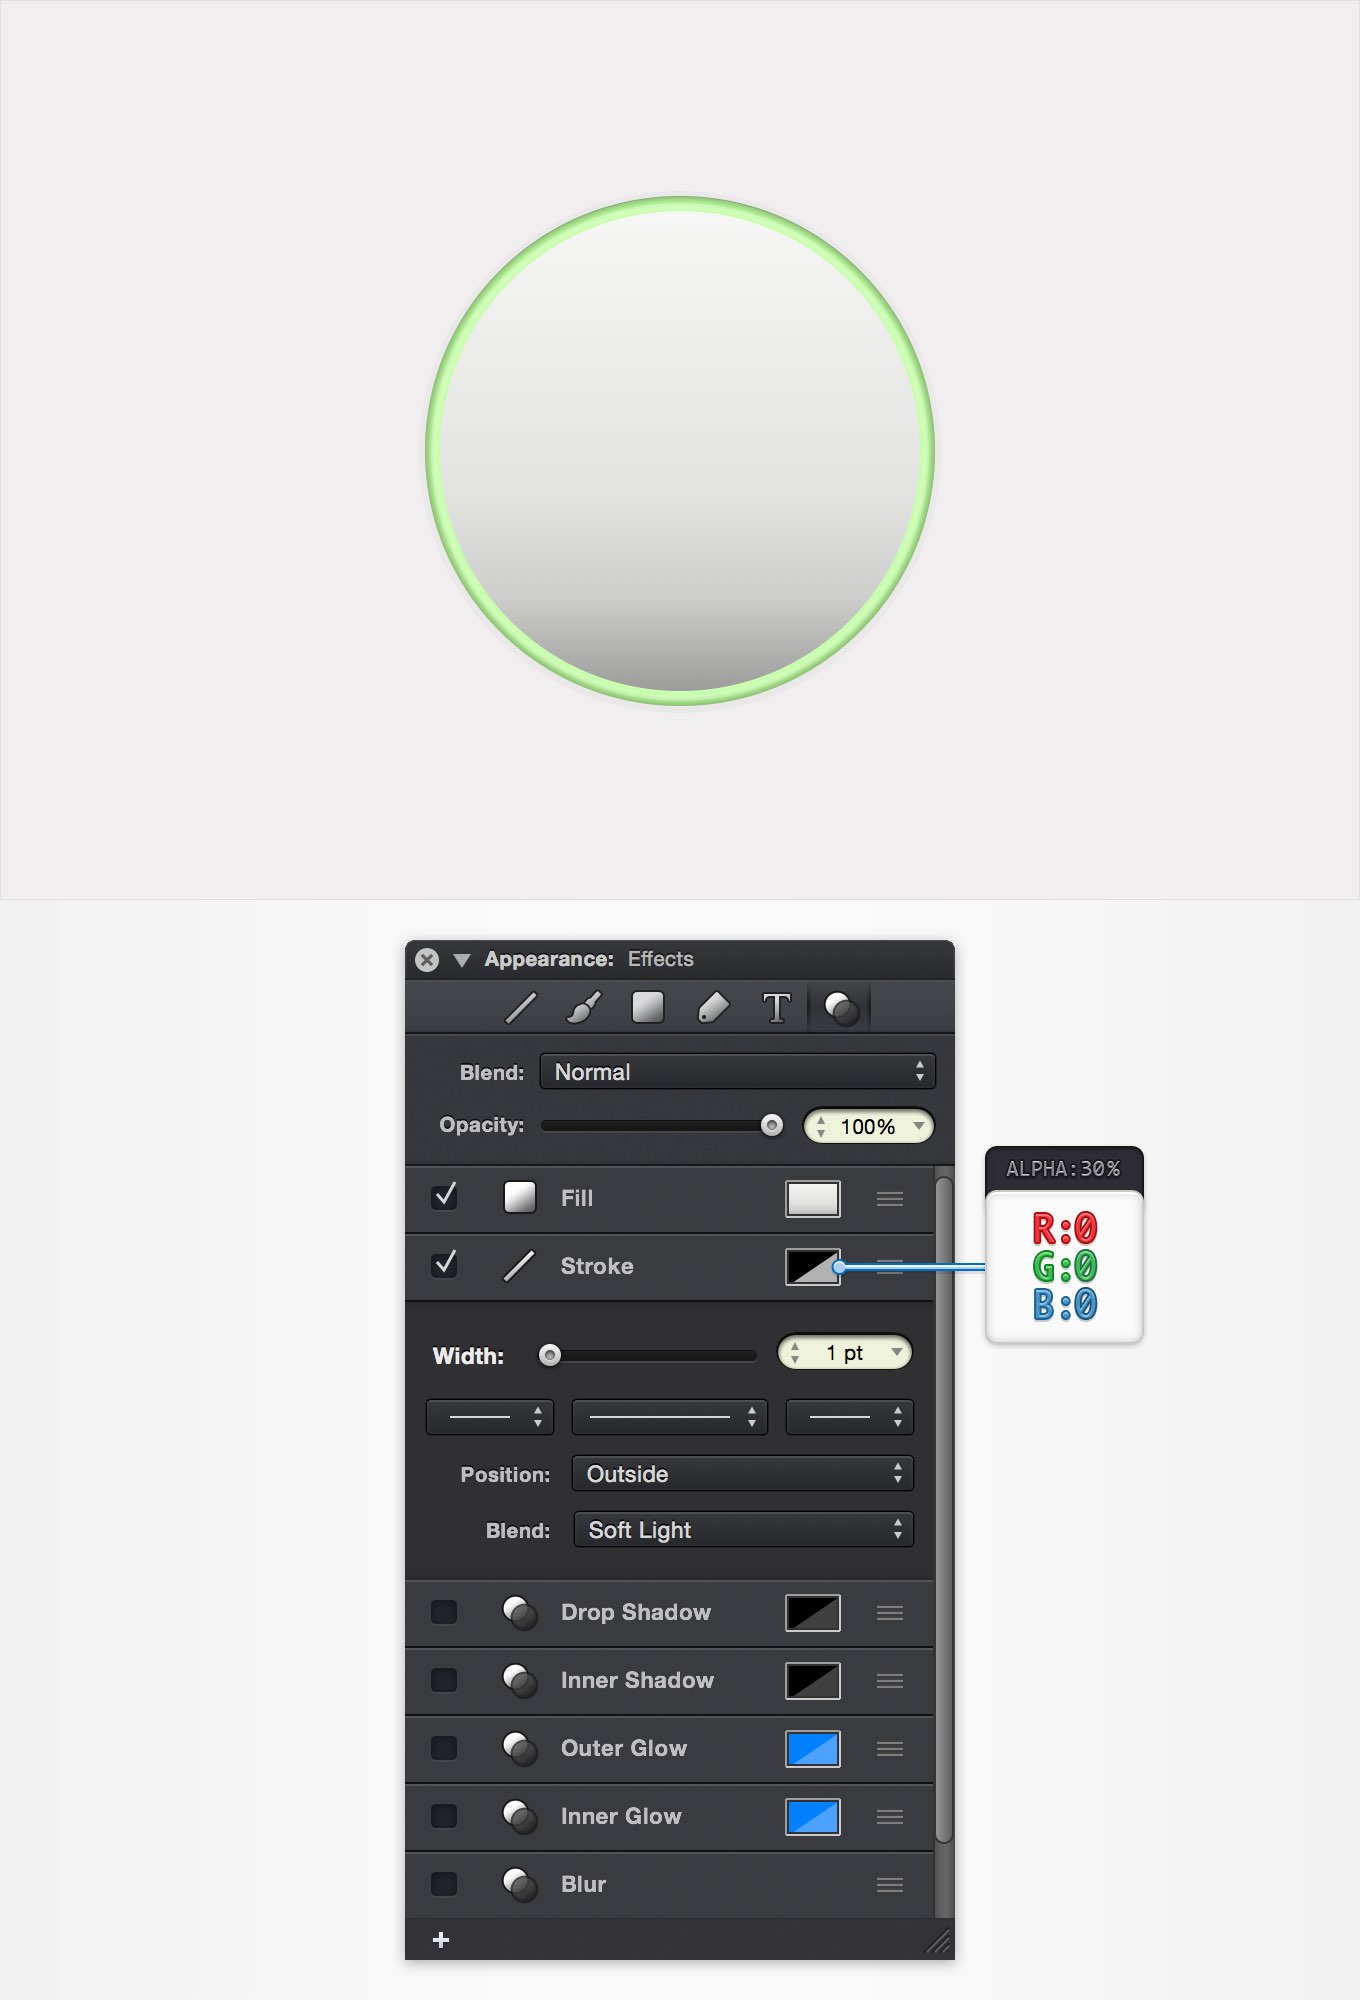 Appearance: Effects
T
Blend: Normal
Opacity: 100%
ALPHA:30%
Fill
R:0
Stroke
G:0
B:0
Width: 1 pt
Position: Outside
Blend: Soft Light
Drop Shadow
Inner Shadow
Outer Glow
Inner Glow
Blur
+